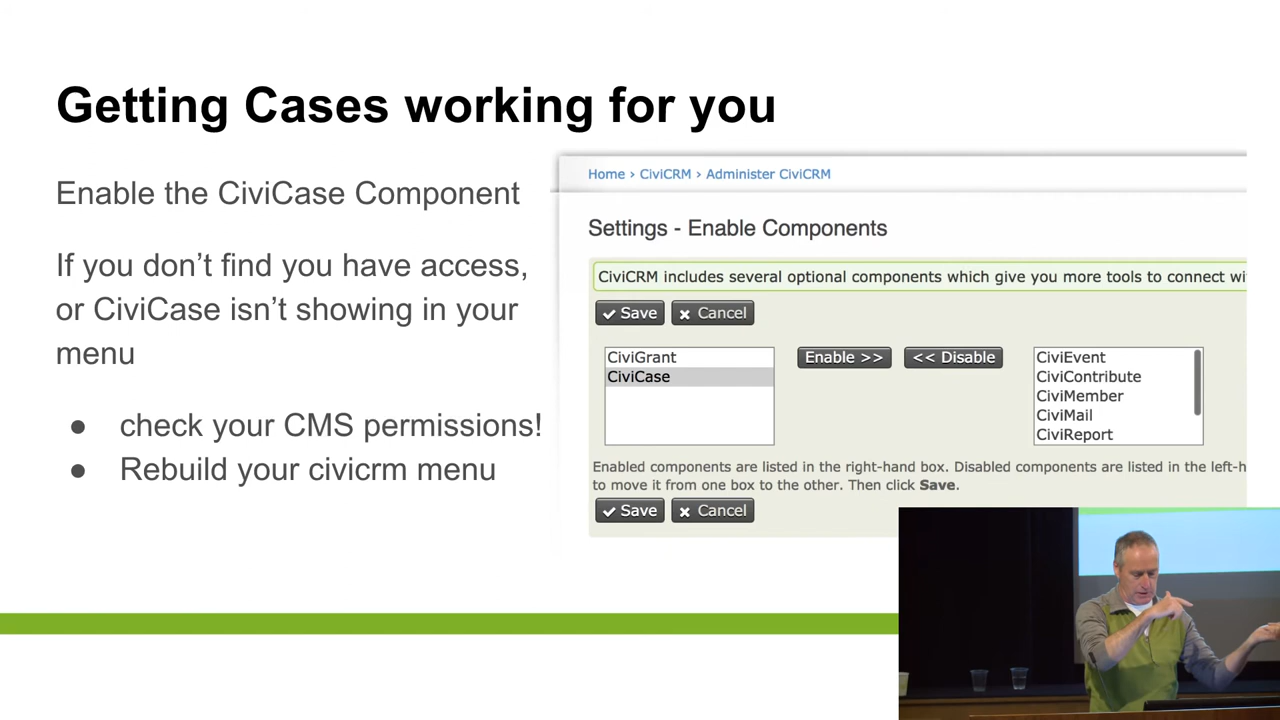 Getting Cases working for you
Enable the CiviCase Component
If you don’t find you have access,
or CiviCase isn’t showing in your
menu
● check your CMS permissions!
● Rebuild your civicrm menu
Home › CiviCRM › Administer CiviCRM
Settings - Enable Components
CiviCRM includes several optional components which give you more tools to connect wi
Save Cancel
CiviGrant
CiviCase
Enable >> << Disable
CiviEvent
CiviContribute
CiviMember
CiviMail
CiviReport
Enabled components are listed in the right-hand box. Disabled components are listed in the left-h
to move it from one box to the other. Then click Save.
Save Cancel